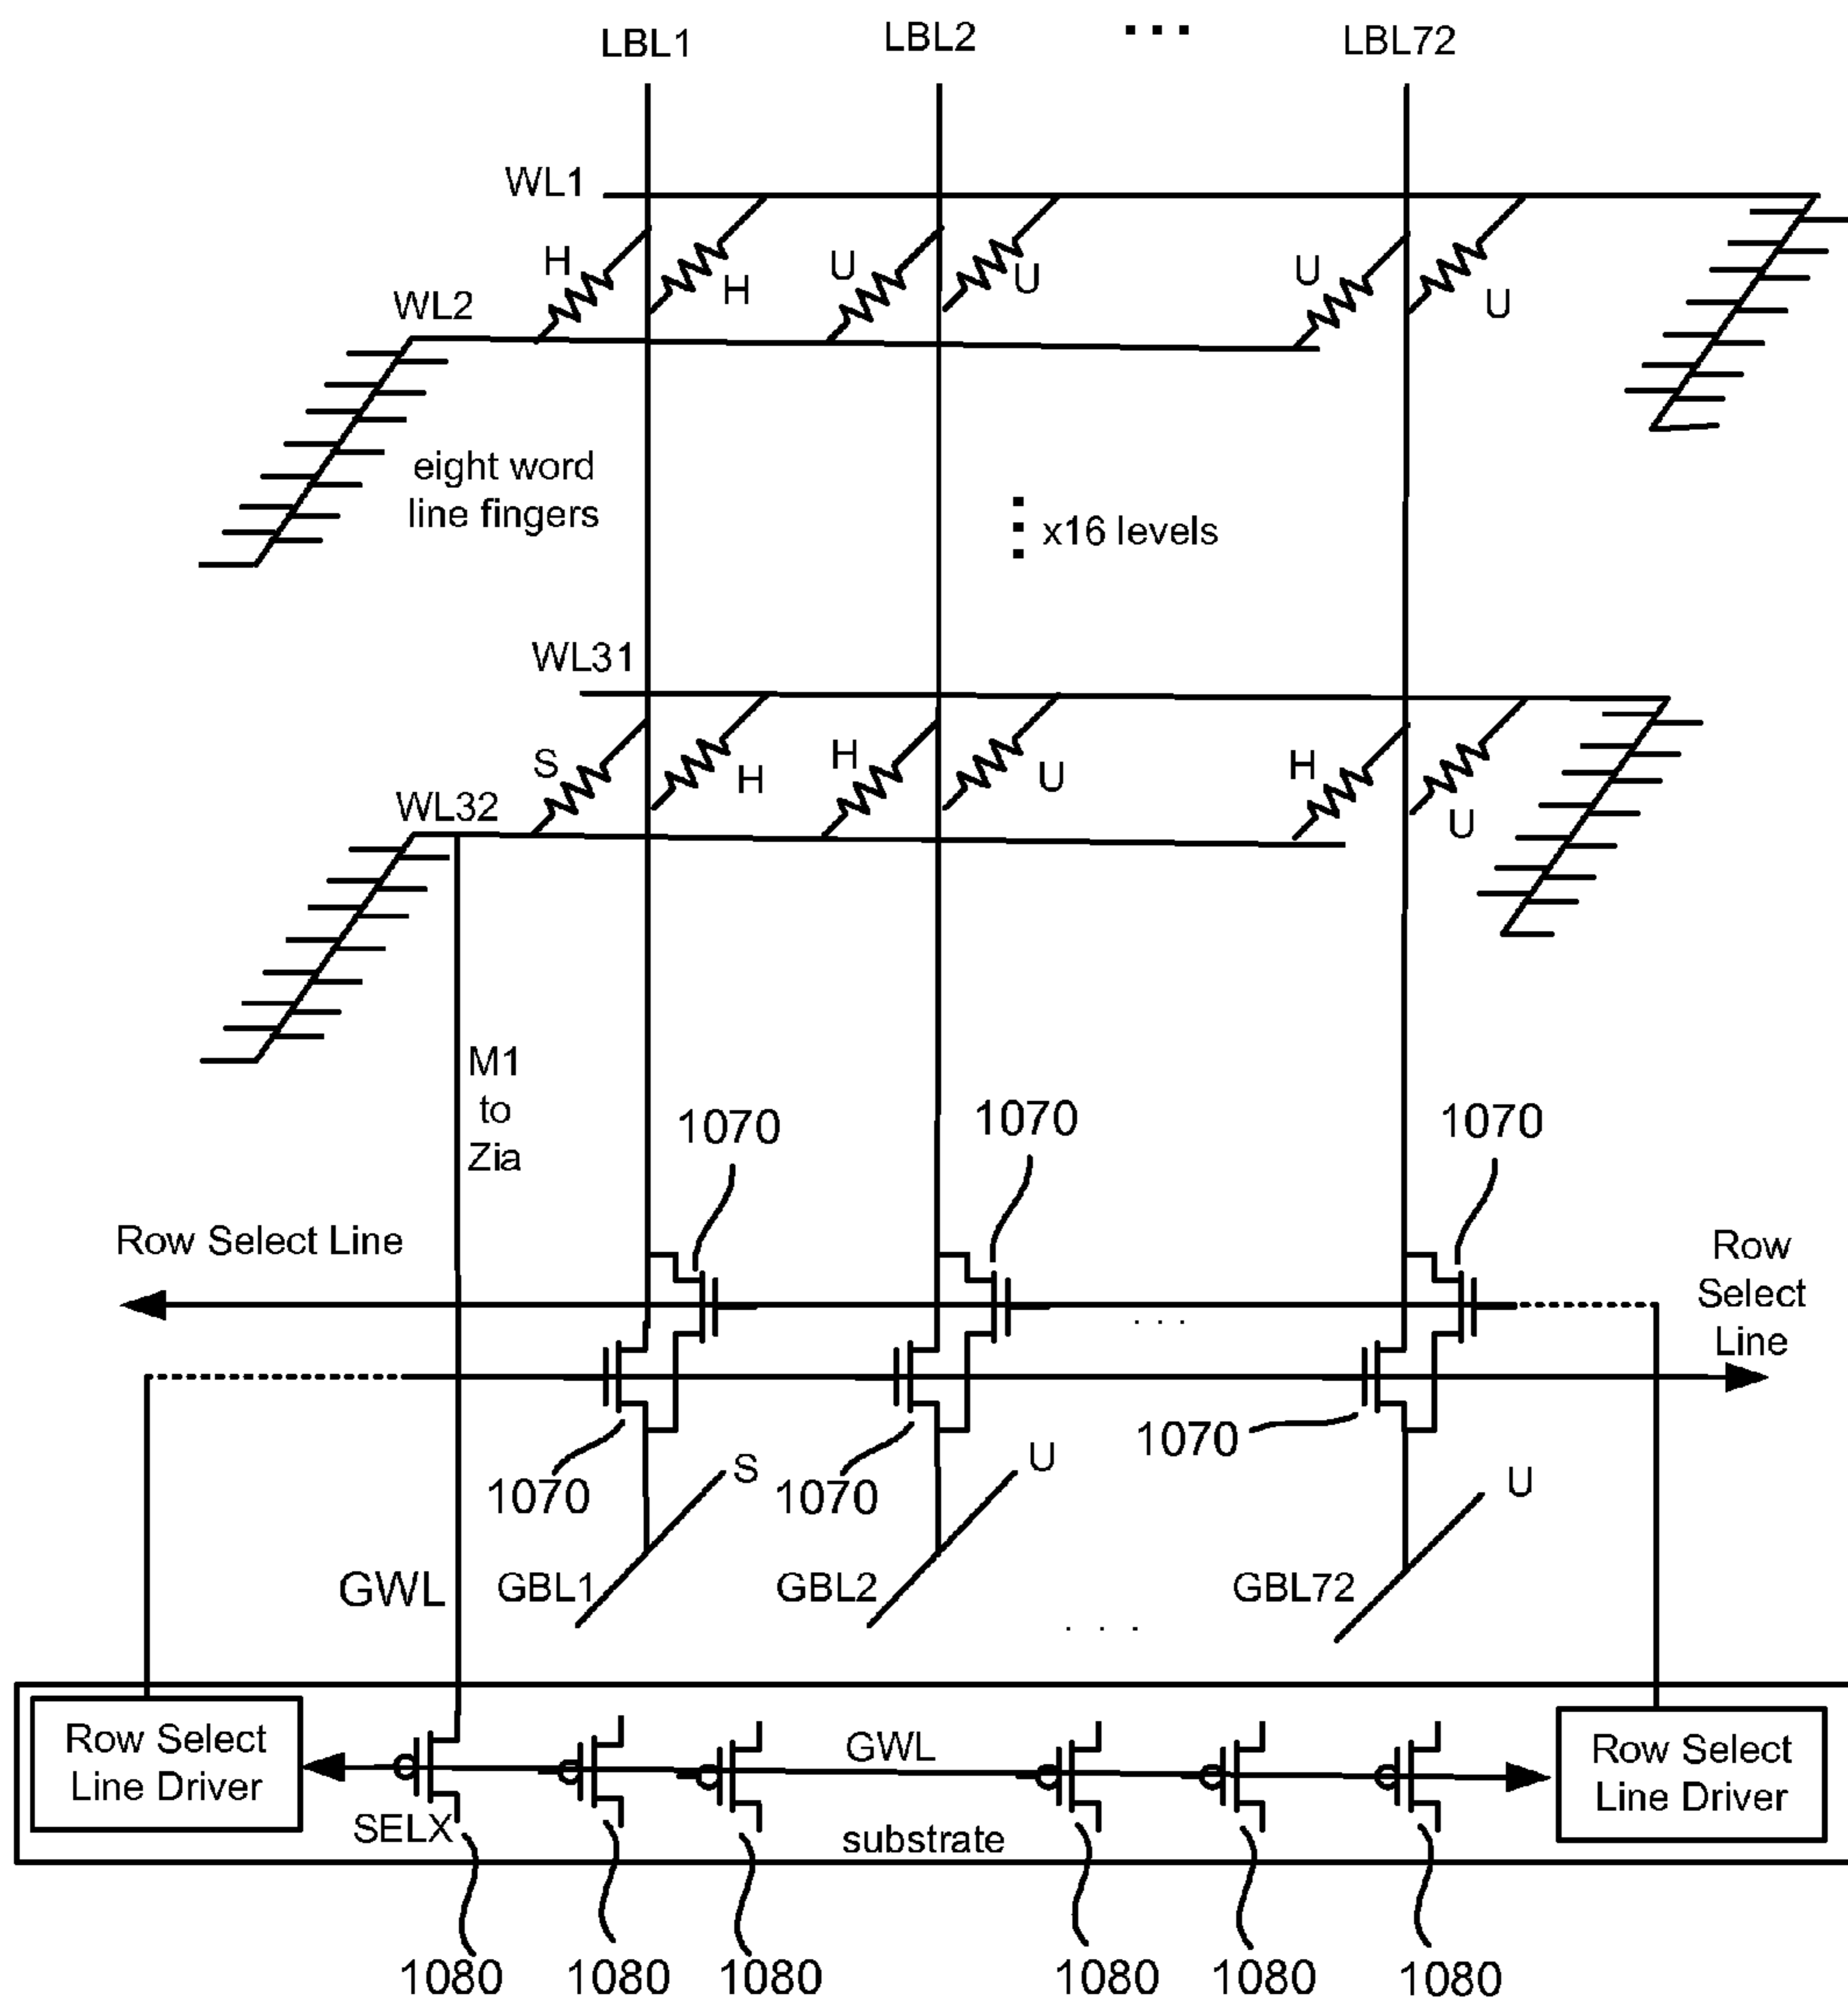 LBL1
LBL2
...
LBL72
WL1
H
H
U
U
U
U
WL2
eight word
line fingers
x16 levels
WL31
S
H
H
U
H
U
WL32
M1
to
Zia
1070
1070
1070
Row Select Line
Row
Select
Line
. . .
1070
1070
1070
S
U
U
GWL
GBL1
GBL2
GBL72
. . .
Row Select
Line Driver
SELX
GWL
substrate
Row Select
Line Driver
1080
1080
1080
1080
1080
1080